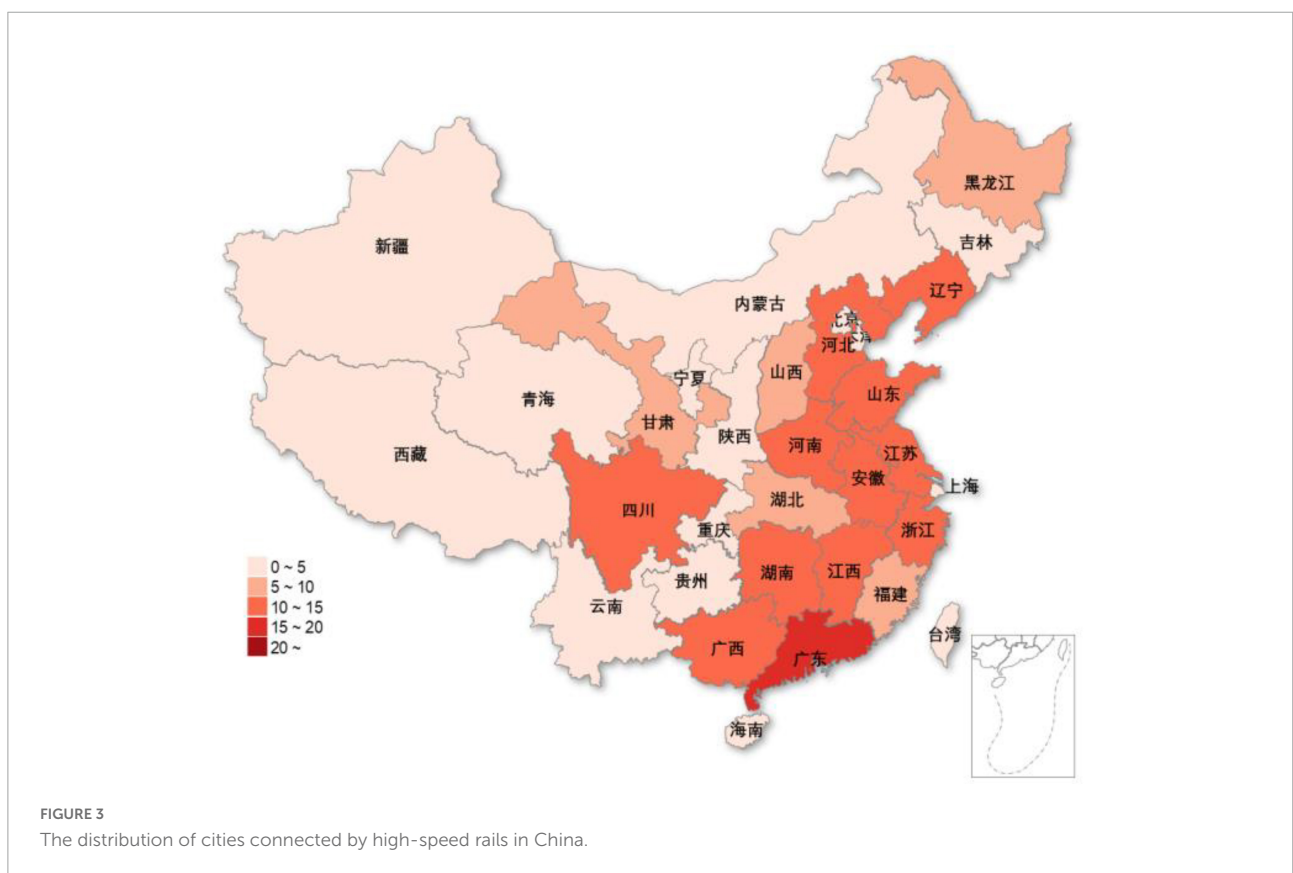 黑龙江
吉林
新疆
辽宁
内蒙古
北京
河北
宁夏
山西
青海
山东
甘肃
陕西
河南
西藏
江苏
安徽
上海
湖北
四川
重庆
浙江
湖南
江西
贵州
福建
云南
台湾
广西
广东
海南
0 ~ 5
5 ~ 10
10 ~ 15
15 ~ 20
20 ~
FIGURE 3
The distribution of cities connected by high-speed rails in China.